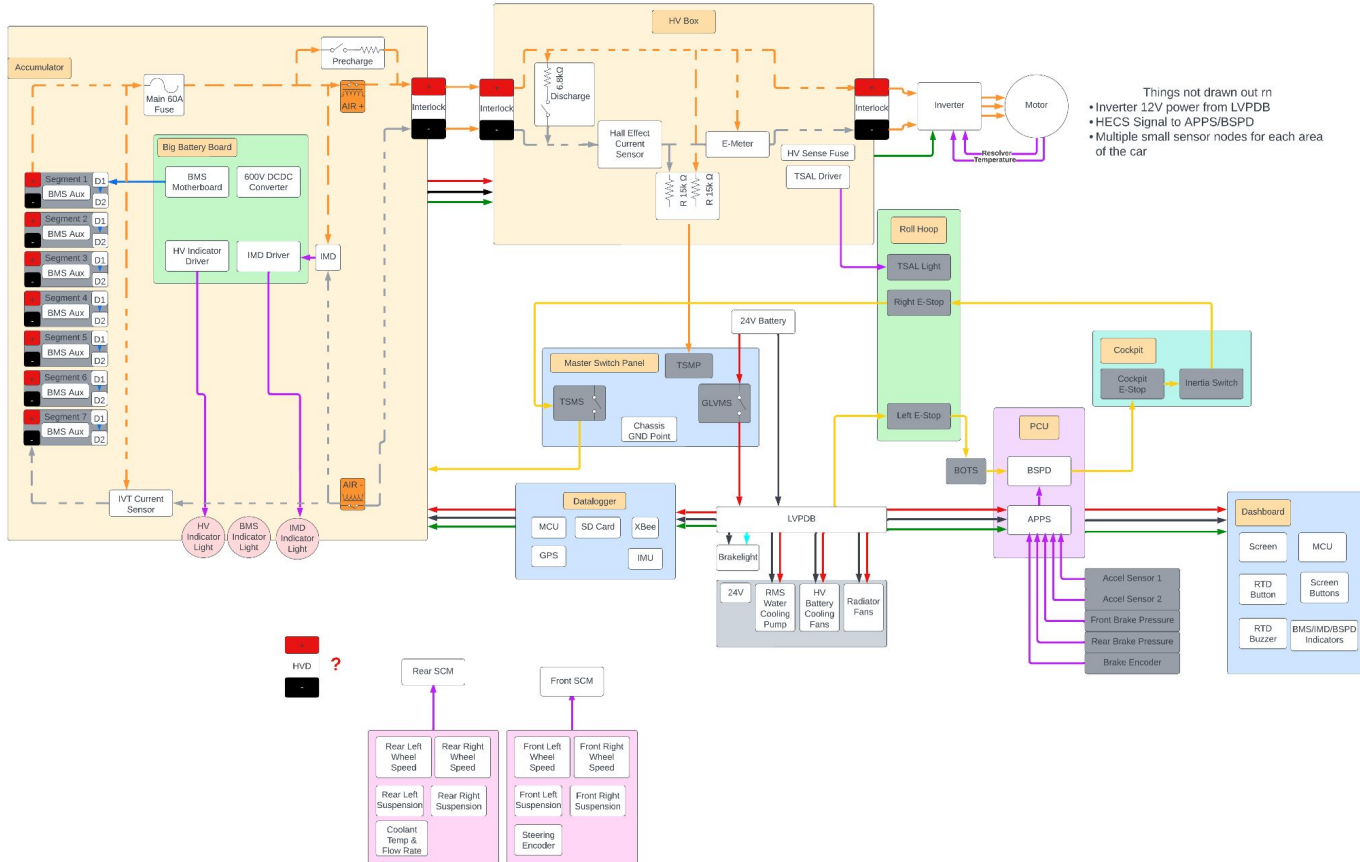 HV Box
Accumulator
Precharge
Main 60A
Fuse
AIR +
+
Interlock
-
+
Interlock
-
6.8kΩ
Discharge
Hall Effect
Current
Sensor
E-Meter
R 15k Ω
R 15k Ω
HV Sense Fuse
TSAL Driver
+
Interlock
-
Inverter
Motor
Resolver
Temperature
Things not drawn out rn
• Inverter 12V power from LVPDB
• HECS Signal to APPS/BSPD
• Multiple small sensor nodes for each area
of the car
Big Battery Board
BMS
Motherboard
600V DCDC
Converter
HV Indicator
Driver
IMD Driver
IMD
+
Segment 1
D1
BMS Aux
-
D2
+
Segment 2
D1
BMS Aux
-
D2
+
Segment 3
D1
BMS Aux
-
D2
+
Segment 4
D1
BMS Aux
-
D2
+
Segment 5
D1
BMS Aux
-
D2
+
Segment 6
D1
BMS Aux
-
D2
+
Segment 7
D1
BMS Aux
-
D2
IVT Current
Sensor
AIR -
HV
Indicator
Light
BMS
Indicator
Light
IMD
Indicator
Light
Roll Hoop
TSAL Light
Right E-Stop
Left E-Stop
24V Battery
Master Switch Panel
TSMP
TSMS
GLVMS
Chassis
GND Point
Cockpit
Cockpit
E-Stop
Inertia Switch
PCU
BOTS
BSPD
APPS
Datalogger
MCU
SD Card
XBee
GPS
IMU
LVPDB
Brakelight
24V
RMS
Water
Cooling
Pump
HV
Battery
Cooling
Fans
Radiator
Fans
Accel Sensor 1
Accel Sensor 2
Front Brake Pressure
Rear Brake Pressure
Brake Encoder
Dashboard
Screen
MCU
RTD
Button
Screen
Buttons
RTD
Buzzer
BMS/IMD/BSPD
Indicators
+
HVD
-
?
Rear SCM
Front SCM
Rear Left
Wheel
Speed
Rear Right
Wheel
Speed
Rear Left
Suspension
Rear Right
Suspension
Coolant
Temp &
Flow Rate
Front Left
Wheel
Speed
Front Right
Wheel
Speed
Front Left
Suspension
Front Right
Suspension
Steering
Encoder